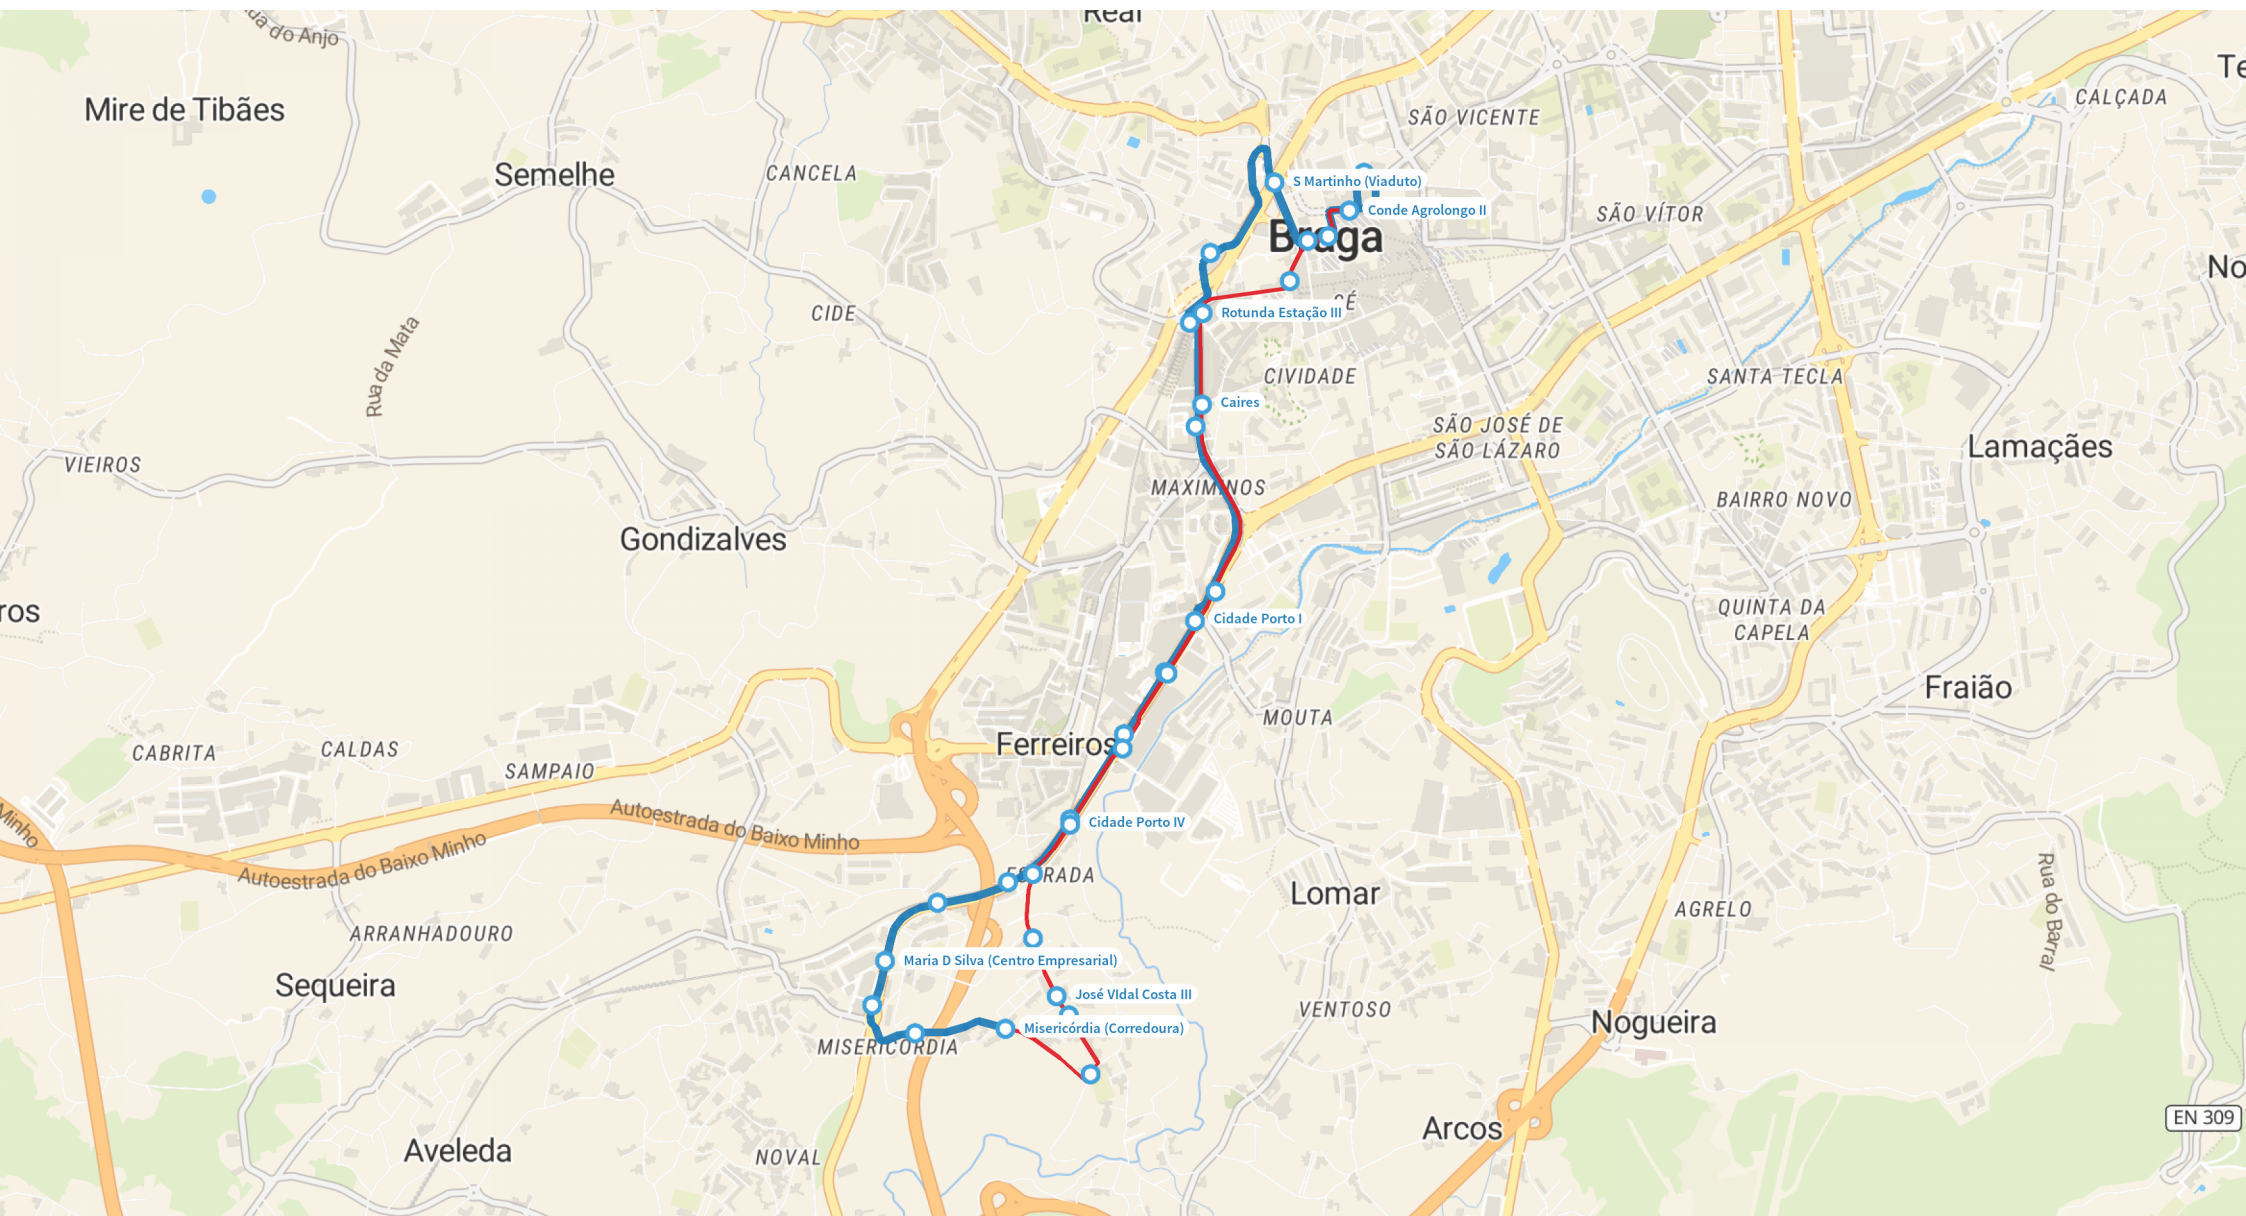 Real
Rua do Anjo
Mire de Tibães
CALÇADA
SÃO VICENTE
Semelhe
CANCELA
S Martinho (Viaduto)
Conde Agrolongo II
SÃO VÍTOR
Braga
SÉ
CIDE
Rotunda Estação III
Rua da Mata
CIVIDADE
SANTA TECLA
Caires
SÃO JOSÉ DE
SÃO LÁZARO
Lamaçães
VIEIROS
MAXIMINOS
BAIRRO NOVO
Gondizalves
QUINTA DA
CAPELA
Cidade Porto I
Fraião
MOUTA
Ferreiros
CABRITA
CALDAS
SAMPAIO
Autoestrada do Baixo Minho
Minho
Cidade Porto IV
Autoestrada do Baixo Minho
ESTRADA
Lomar
AGRELO
Rua do Barral
ARRANHADOURO
Maria D Silva (Centro Empresarial)
Sequeira
José VIdal Costa III
VENTOSO
Nogueira
Misericórdia (Corredoura)
MISERICÓRDIA
EN 309
Arcos
Aveleda
NOVAL